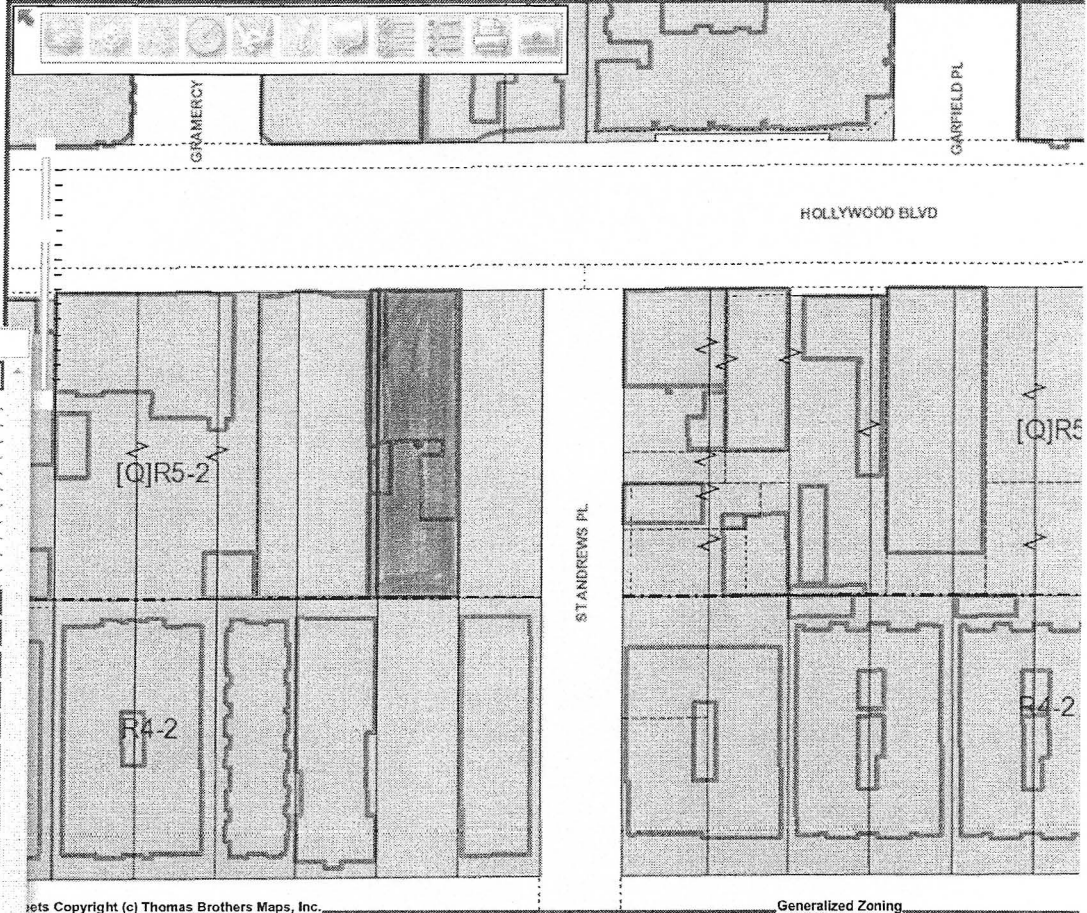 GRAMERCY
GARFIELD PL
HOLLYWOOD BLVD
[Q]R5-2
[Q]R5
ST ANDREWS PL
R4-2
R4-2
ets Copyright (c) Thomas Brothers Maps, Inc.
Generalized Zoning